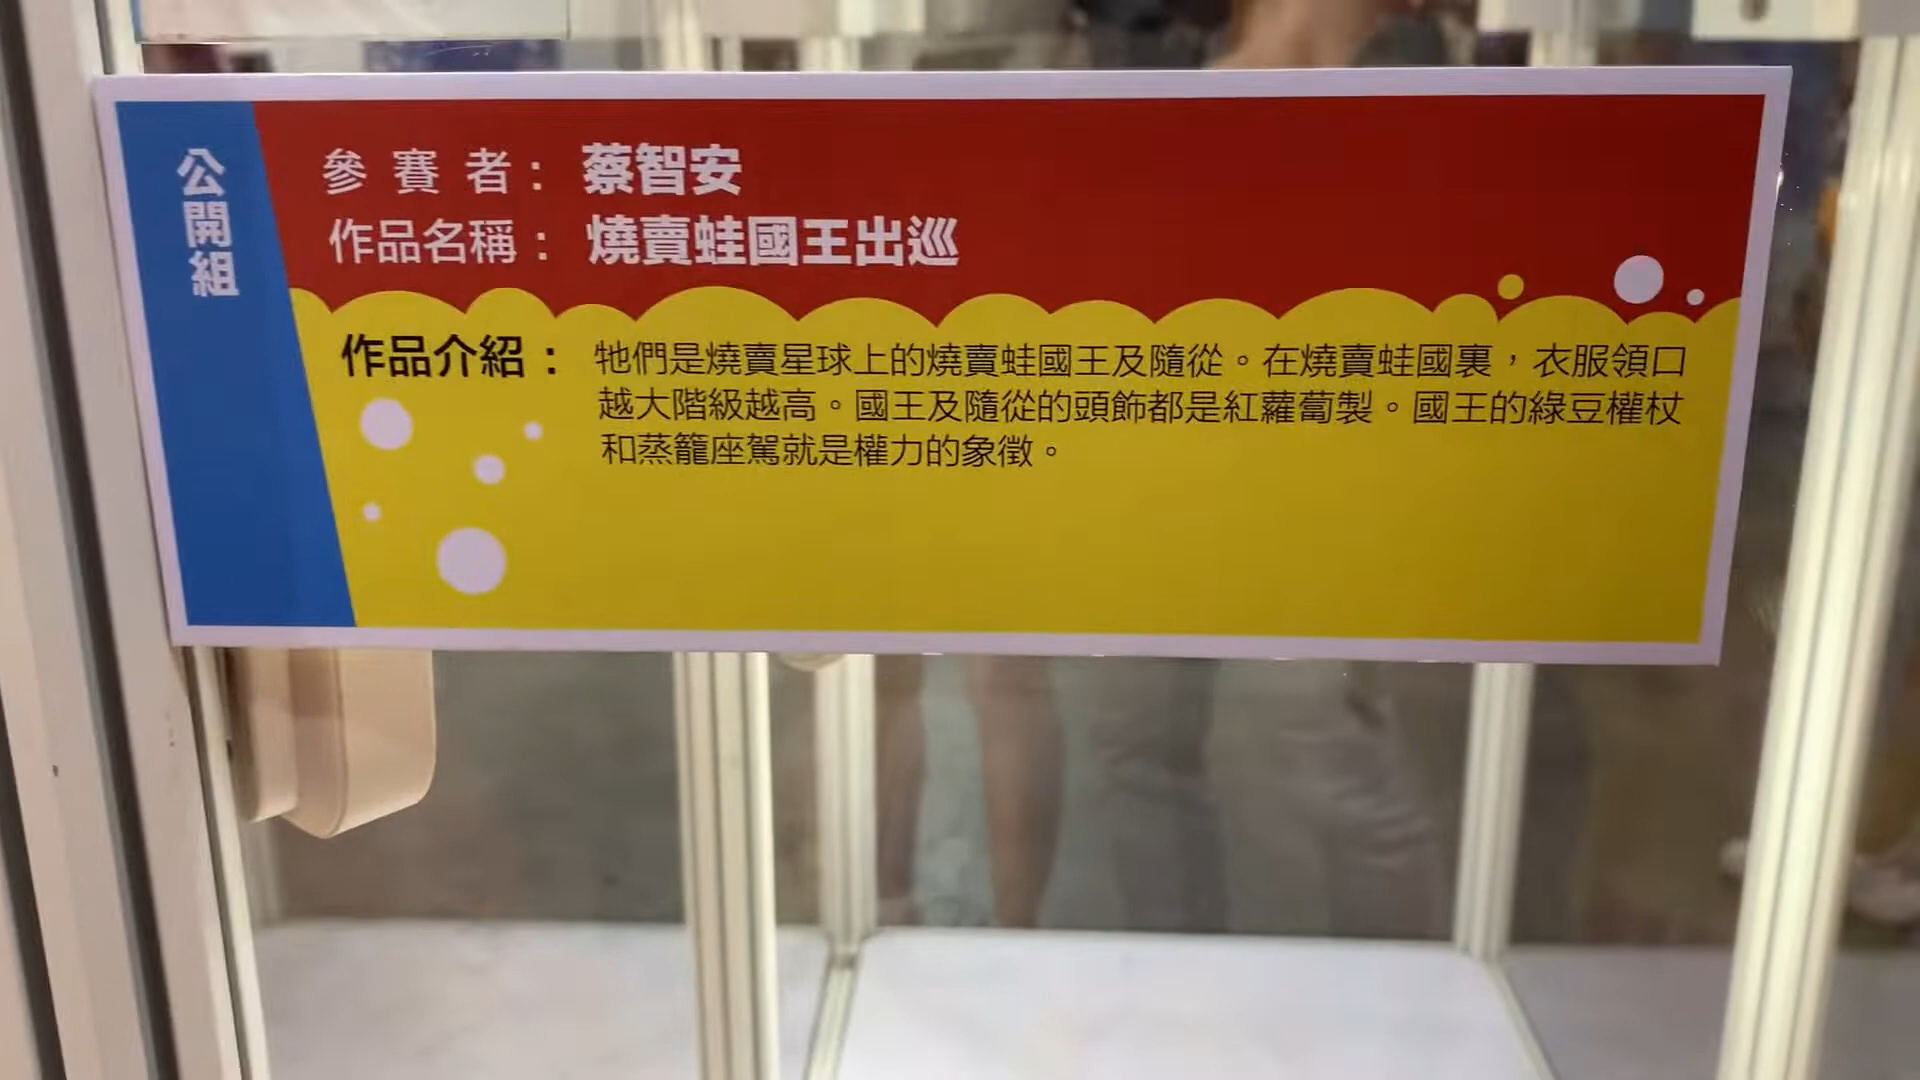 公開組
參賽者：蔡智安
作品名稱：燒賣蛙國王出巡
作品介紹：牠們是燒賣星球上的燒賣蛙國王及隨從。在燒賣蛙國裏，衣服領口
越大階級越高。國王及隨從的頭飾都是紅蘿蔔製。國王的綠豆權杖
和蒸籠座駕就是權力的象徵。